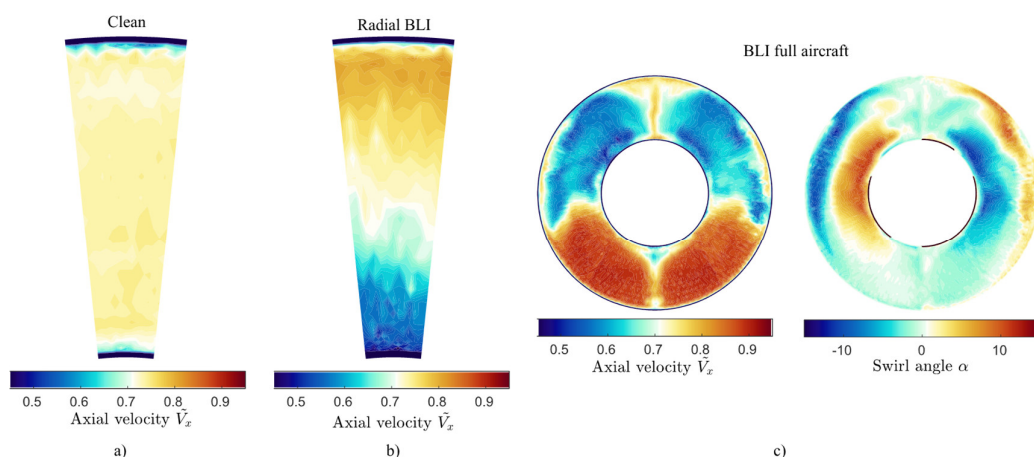 Clean
Radial BLI
BLI full aircraft
0.5 0.6 0.7 0.8 0.9
Axial velocity Ṽₓ
a)
0.5 0.6 0.7 0.8 0.9
Axial velocity Ṽₓ
b)
0.5 0.6 0.7 0.8 0.9
Axial velocity Ṽₓ
-10 0 10
Swirl angle α
c)